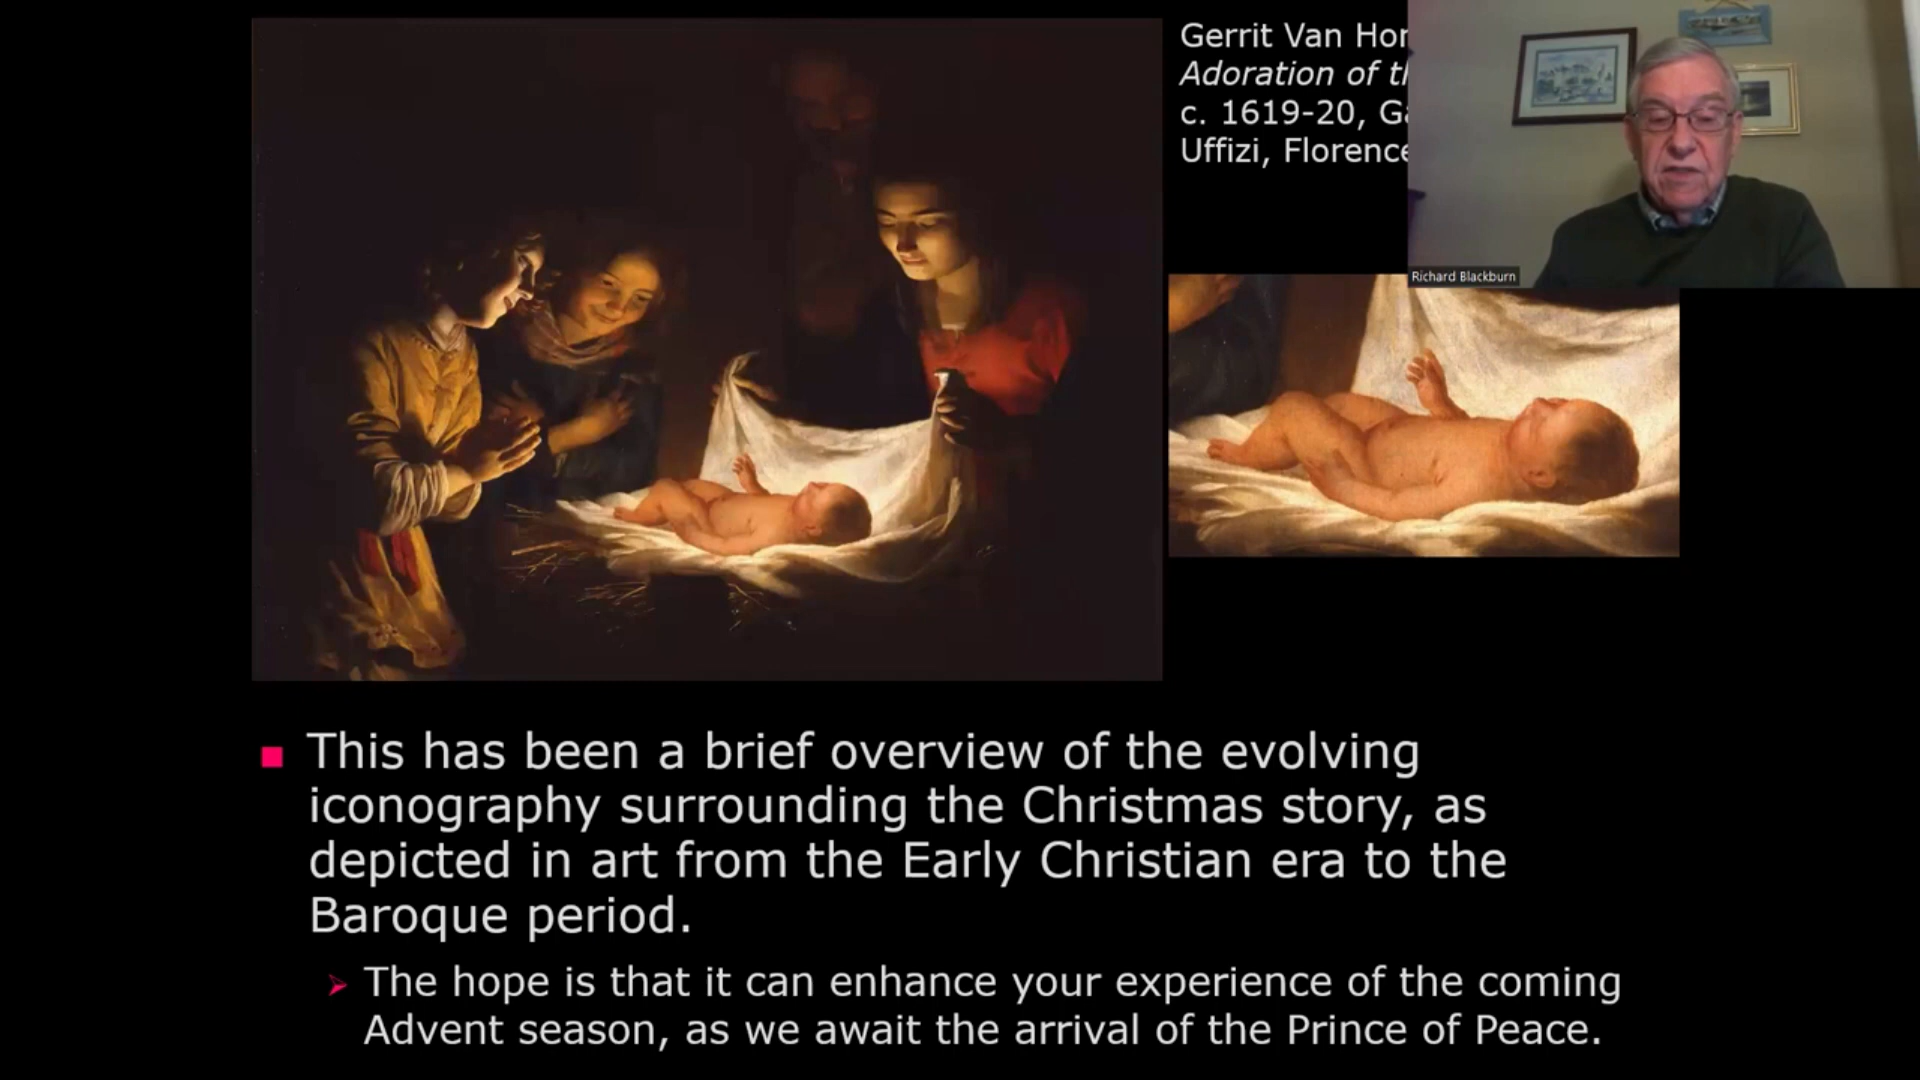 Gerrit Van
Adoration of
c. 1619-20,
Uffizi, Florence
Richard Blackburn
This has been a brief overview of the evolving
iconography surrounding the Christmas story, as
depicted in art from the Early Christian era to the
Baroque period.
The hope is that it can enhance your experience of the coming
Advent season, as we await the arrival of the Prince of Peace.